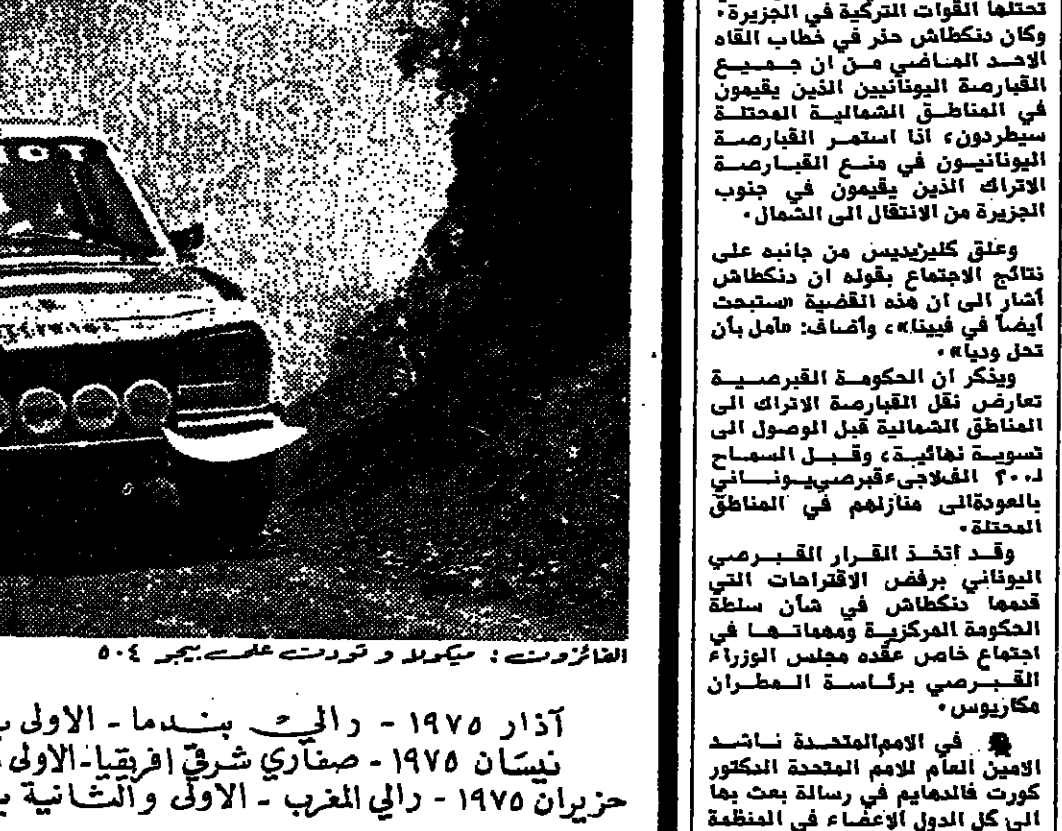 تحتلها القوات التركية في الجزيرة.
وكان دنكطاش حذر في خطاب القاه
الاحد الماضي من ان جميع
القبارصة اليونانيين الذين يقيمون
في المناطق الشمالية المحتلة
سيطردون، اذا استمر القبارصة
اليونانيون في منع القبارصة
الاتراك الذين يقيمون في جنوب
الجزيرة من الانتقال الى الشمال.
وعلق كليريديس من جانبه على
نتائج الاجتماع بقوله ان دنكطاش
أشار الى ان هذه القضية «ستبحث
أيضاً في فيينا»، وأضاف: «آمل بأن
تحل وديا».
ويذكر ان الحكومة القبرصية
تعارض نقل القبارصة الاتراك الى
المناطق الشمالية قبل الوصول الى
تسوية نهائية، وقبل السماح
لـ٢٠٠ الف لاجىء قبرصي يوناني
بالعودة الى منازلهم في المناطق
المحتلة.
وقد اتخذ القرار القبرصي
اليوناني برفض الاقتراحات التي
قدمها دنكطاش في شأن سلطة
الحكومة المركزية ومهماتها في
اجتماع خاص عقده مجلس الوزراء
القبرصي برئاسة المطران
مكاريوس.
في الامم المتحدة ناشد
الامين العام للامم المتحدة الدكتور
كورت فالدهايم في رسالة بعث بها
الى كل الدول الاعضاء في المنظمة
الفائزون: ميكولا و تودت على بيجو ٥٠٤
آذار ١٩٧٥ - رالي بندما - الاولى
نيسان ١٩٧٥ - صفاري شرقي افريقيا - الاولى
حزيران ١٩٧٥ - رالي المغرب - الاولى والثانية